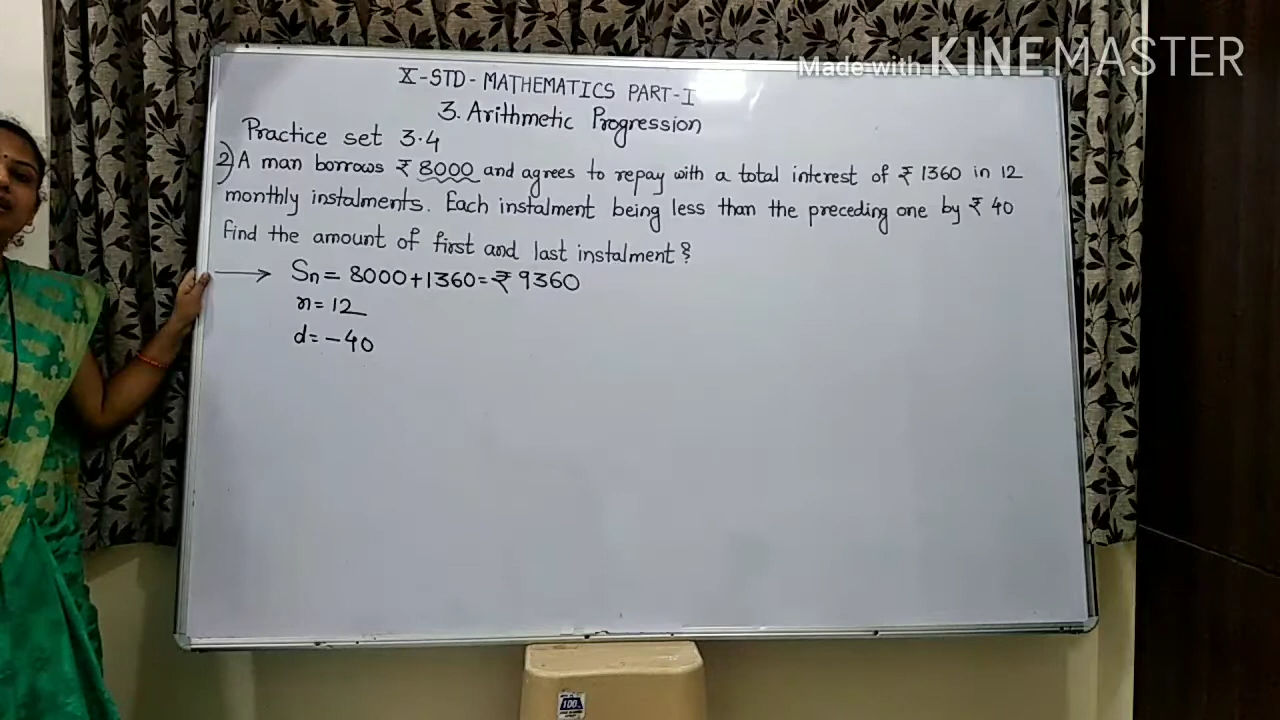 Made with KINEMASTER
X-STD-MATHEMATICS PART-I
3. Arithmetic Progression
Practice set 3.4
2) A man borrows ₹ 8000 and agrees to repay with a total interest of ₹ 1360 in 12
monthly instalments. Each instalment being less than the preceding one by ₹ 40
Find the amount of first and last instalment?
→ Sn = 8000+1360=₹ 9360
n = 12
d = -40
100